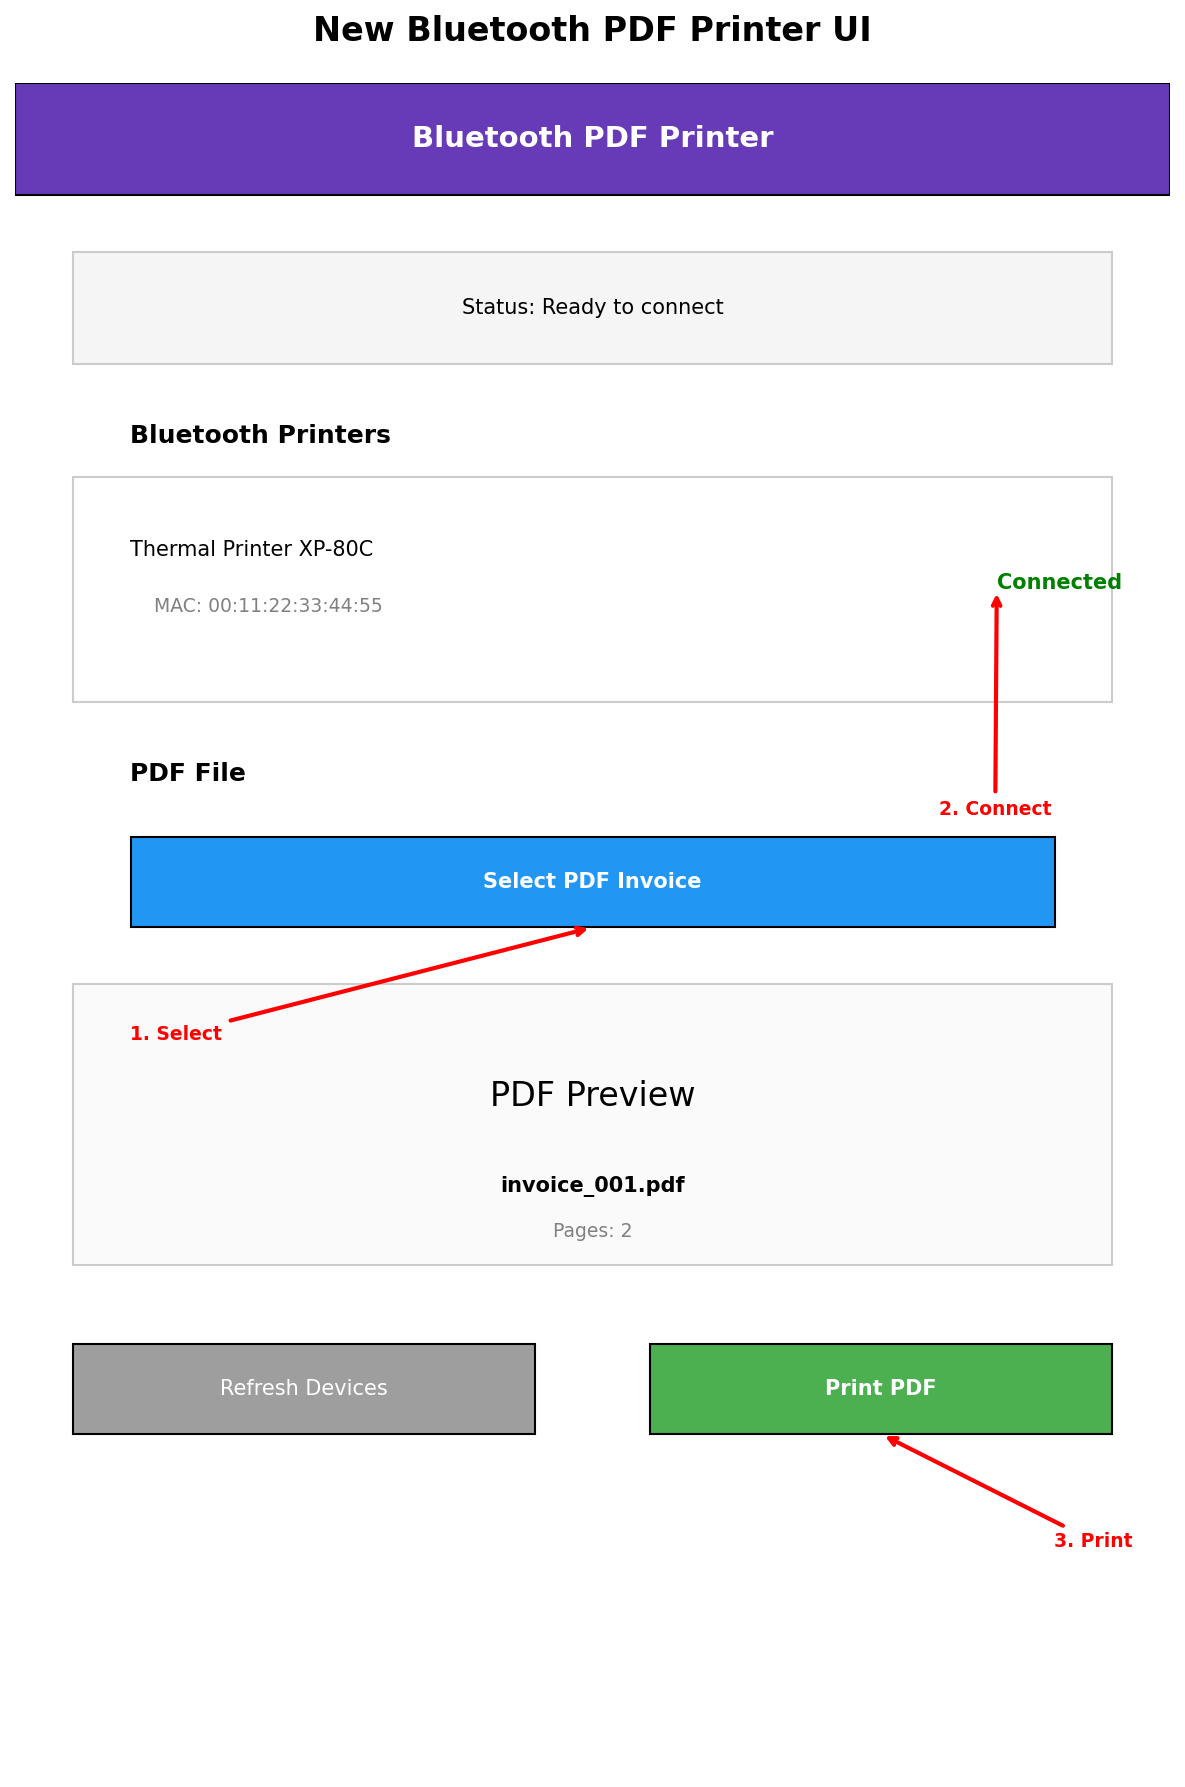 New Bluetooth PDF Printer UI
Bluetooth PDF Printer
Status: Ready to connect
Bluetooth Printers
Thermal Printer XP-80C
Connected
MAC: 00:11:22:33:44:55
PDF File
2. Connect
Select PDF Invoice
1. Select
PDF Preview
invoice_001.pdf
Pages: 2
Refresh Devices
Print PDF
3. Print